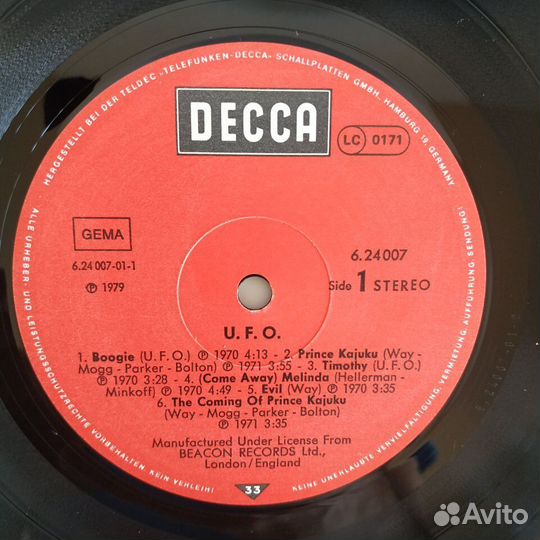 HERGESTELLT BEI DER TELDEC »TELEFUNKEN-DECCA« SCHALLPLATTEN GMBH, HAMBURG 19, GERMANY
DECCA
LC 0171
GEMA
6.24 007-01-1
Ⓟ 1979
6.24007
Side 1 STEREO
U. F. O.
1. Boogie (U. F. O.) Ⓟ 1970 4:13 - 2. Prince Kajuku (Way -
Mogg - Parker - Bolton) Ⓟ 1971 3:55 - 3. Timothy (U. F. O.)
Ⓟ 1970 3:28 - 4. (Come Away) Melinda (Hellerman -
Minkoff) Ⓟ 1970 4:49 - 5. Evil (Way) Ⓟ 1970 3:35
6. The Coming Of Prince Kajuku
(Way - Mogg - Parker - Bolton)
Ⓟ 1971 3:35
Manufactured Under License From
BEACON RECORDS Ltd.,
London/England
ALLE URHEBER- UND LEISTUNGSSCHUTZRECHTE VORBEHALTEN KEIN VERLEIH!
33
KEINE UNERLAUBTE VERVIELFÄLTIGUNG, VERMIETUNG, AUFFÜHRUNG, SENDUNG!
Avito